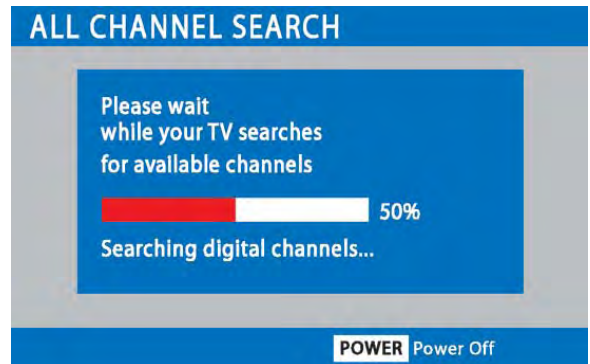 ALL CHANNEL SEARCH
Please wait
while your TV searches
for available channels
50%
Searching digital channels...
POWER Power Off